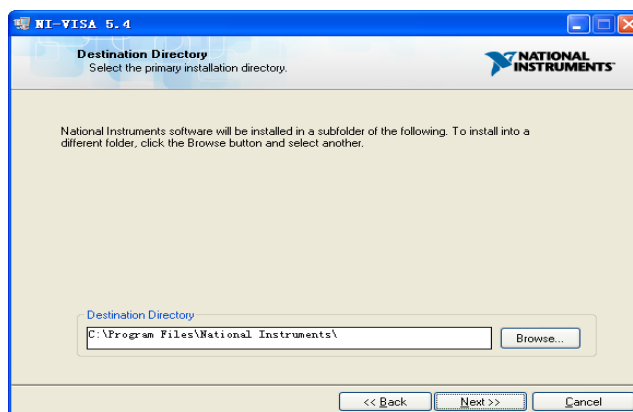 NI-VISA 5.4
Destination Directory
Select the primary installation directory.
NATIONAL
INSTRUMENTS™
National Instruments software will be installed in a subfolder of the following. To install into a
different folder, click the Browse button and select another.
Destination Directory
C:\Program Files\National Instruments\
Browse...
<< Back
Next >>
Cancel